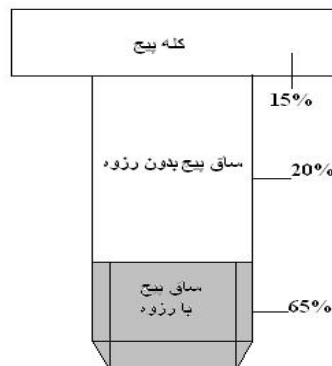 کله پیچ
15%
ساق پیچ بدون رزوه
20%
ساق پیچ
با رزوه
65%